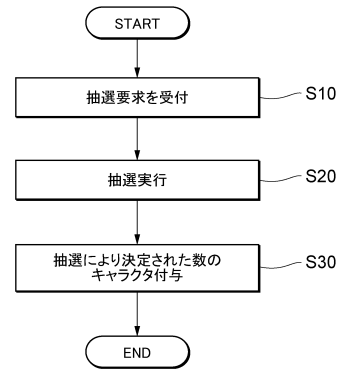 START
抽選要求を受付
S10
抽選実行
S20
抽選により決定された数の
キャラクタ付与
S30
END